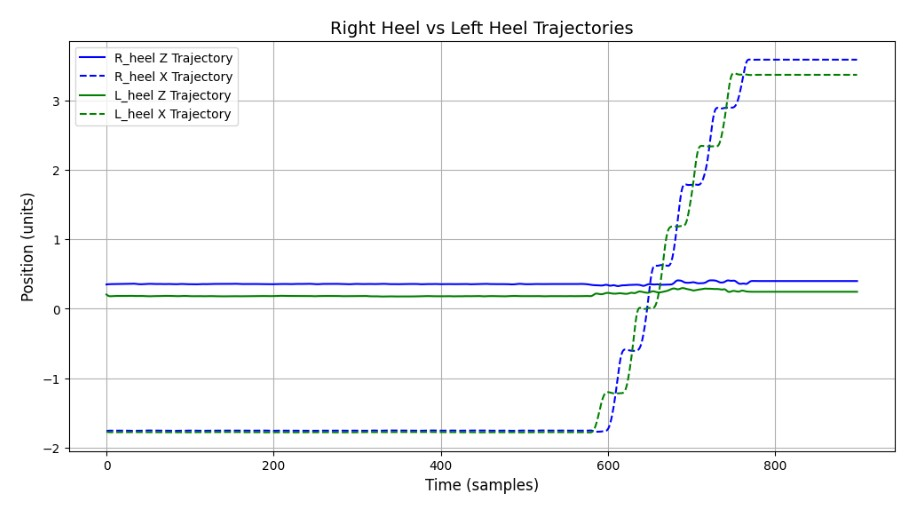 Right Heel vs Left Heel Trajectories
R_heel Z Trajectory
R_heel X Trajectory
L_heel Z Trajectory
L_heel X Trajectory
Position (units)
3
2
1
0
−1
−2
0 200 400 600 800
Time (samples)